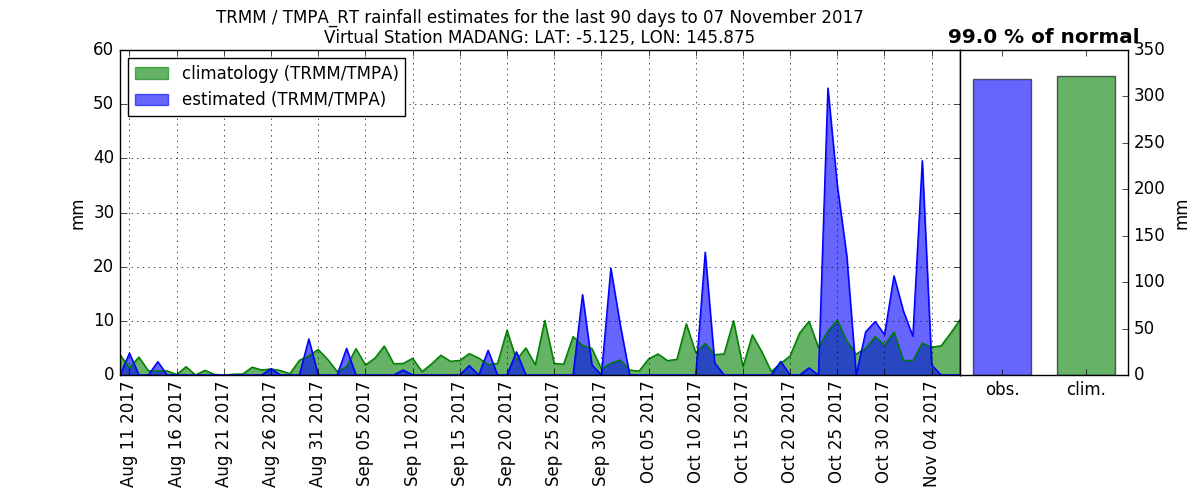 TRMM / TMPA_RT rainfall estimates for the last 90 days to 07 November 2017
Virtual Station MADANG: LAT: -5.125, LON: 145.875
99.0 % of normal
climatology (TRMM/TMPA)
estimated (TRMM/TMPA)
60
50
40
30
20
10
0
mm
350
300
250
200
150
100
50
0
mm
Aug 11 2017
Aug 16 2017
Aug 21 2017
Aug 26 2017
Aug 31 2017
Sep 05 2017
Sep 10 2017
Sep 15 2017
Sep 20 2017
Sep 25 2017
Sep 30 2017
Oct 05 2017
Oct 10 2017
Oct 15 2017
Oct 20 2017
Oct 25 2017
Oct 30 2017
Nov 04 2017
obs.
clim.